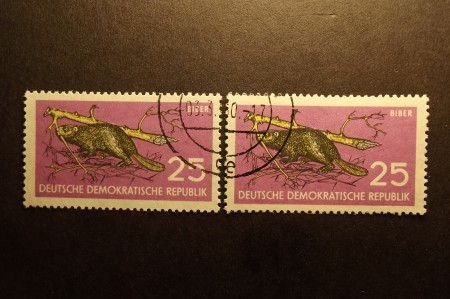 BIBER
25
DEUTSCHE DEMOKRATISCHE REPUBLIK
BIBER
25
DEUTSCHE DEMOKRATISCHE REPUBLIK